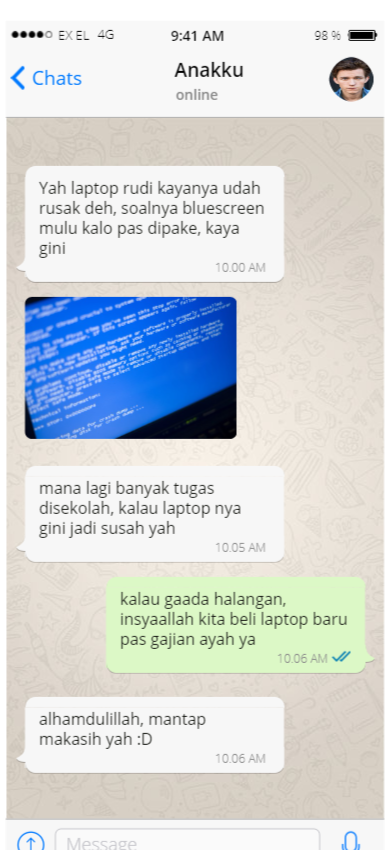 EXEL 4G 9:41 AM 98 %
Chats
Anakku
online
Yah laptop rudi kayanya udah
rusak deh, soalnya bluescreen
mulu kalo pas dipake, kaya
gini
10.00 AM
mana lagi banyak tugas
disekolah, kalau laptop nya
gini jadi susah yah
10.05 AM
kalau gaada halangan,
insyaallah kita beli laptop baru
pas gajian ayah ya
10.06 AM
alhamdulillah, mantap
makasih yah :D
10.06 AM
Message